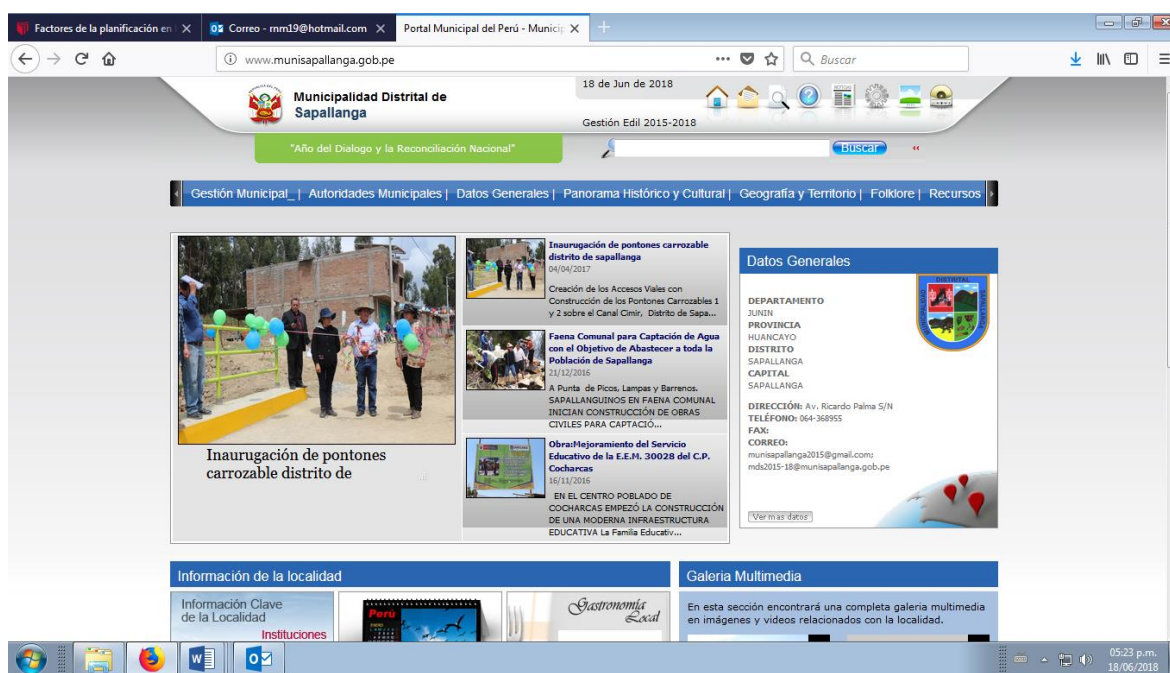 Factores de la planificación en
Correo - rnm19@hotmail.com
Portal Municipal del Perú - Municip
www.munisapallanga.gob.pe
Buscar
Municipalidad Distrital de
Sapallanga
18 de Jun de 2018
Gestión Edil 2015-2018
"Año del Dialogo y la Reconciliación Nacional"
Buscar
Gestión Municipal_ | Autoridades Municipales | Datos Generales | Panorama Histórico y Cultural | Geografía y Territorio | Folklore | Recursos
Inaurugación de pontones
carrozable distrito de
Inaurugación de pontones carrozable
distrito de sapallanga
04/04/2017
Creación de los Accesos Viales con
Construcción de los Pontones Carrozables 1
y 2 sobre el Canal Cimir, Distrito de Sapa...
Faena Comunal para Captación de Agua
con el Objetivo de Abastecer a toda la
Población de Sapallanga
21/12/2016
A Punta de Picos, Lampas y Barrenos.
SAPALLANGUINOS EN FAENA COMUNAL
INICIAN CONSTRUCCIÓN DE OBRAS
CIVILES PARA CAPTACIÓ...
Obra:Mejoramiento del Servicio
Educativo de la E.E.M. 30028 del C.P.
Cocharcas
16/11/2016
EN EL CENTRO POBLADO DE
COCHARCAS EMPEZÓ LA CONSTRUCCIÓN
DE UNA MODERNA INFRAESTRUCTURA
EDUCATIVA La Familia Educativ...
Datos Generales
DISTRITAL
DEPARTAMENTO
JUNIN
PROVINCIA
HUANCAYO
DISTRITO
SAPALLANGA
CAPITAL
SAPALLANGA
DIRECCIÓN: Av. Ricardo Palma S/N
TELÉFONO: 064-368955
FAX:
CORREO:
munisapallanga2015@gmail.com;
mds2015-18@munisapallanga.gob.pe
Ver mas datos
Información de la localidad
Información Clave
de la Localidad
Instituciones
Perú
Gastronomía
Local
Galeria Multimedia
En esta sección encontrará una completa galeria multimedia
en imágenes y videos relacionados con la localidad.
05:23 p.m.
18/06/2018